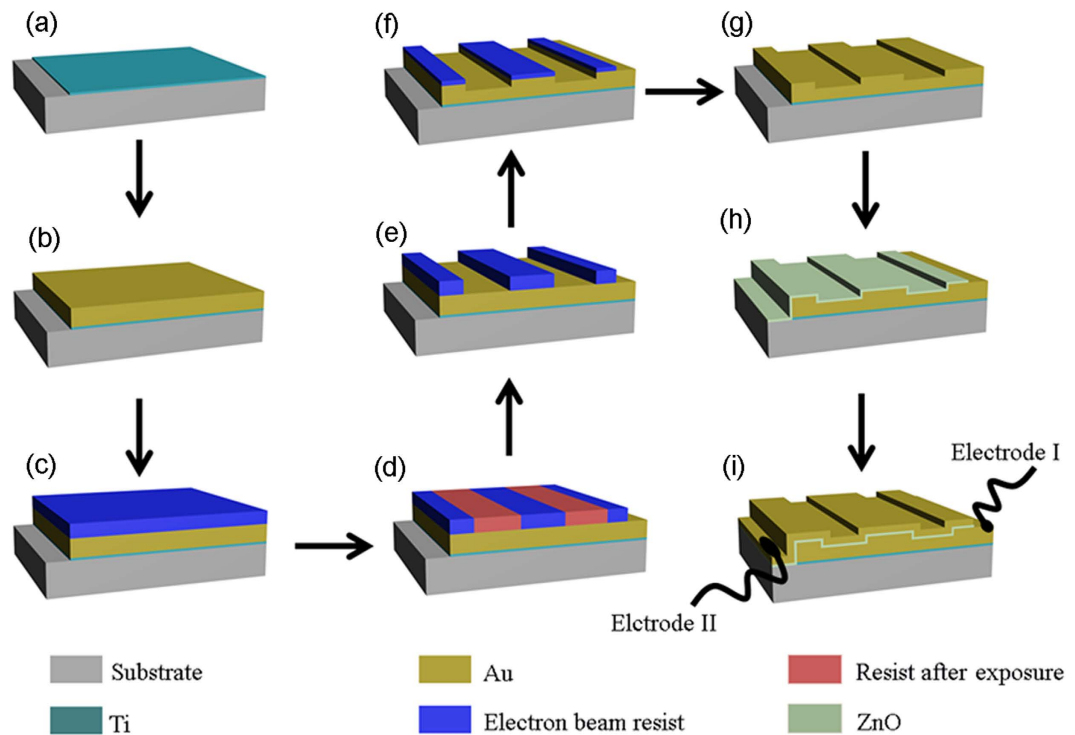 (a)
(f)
(g)
(b)
(e)
(h)
(c)
(d)
(i)
Electrode I
Elctrode II
Substrate
Au
Resist after exposure
Ti
Electron beam resist
ZnO